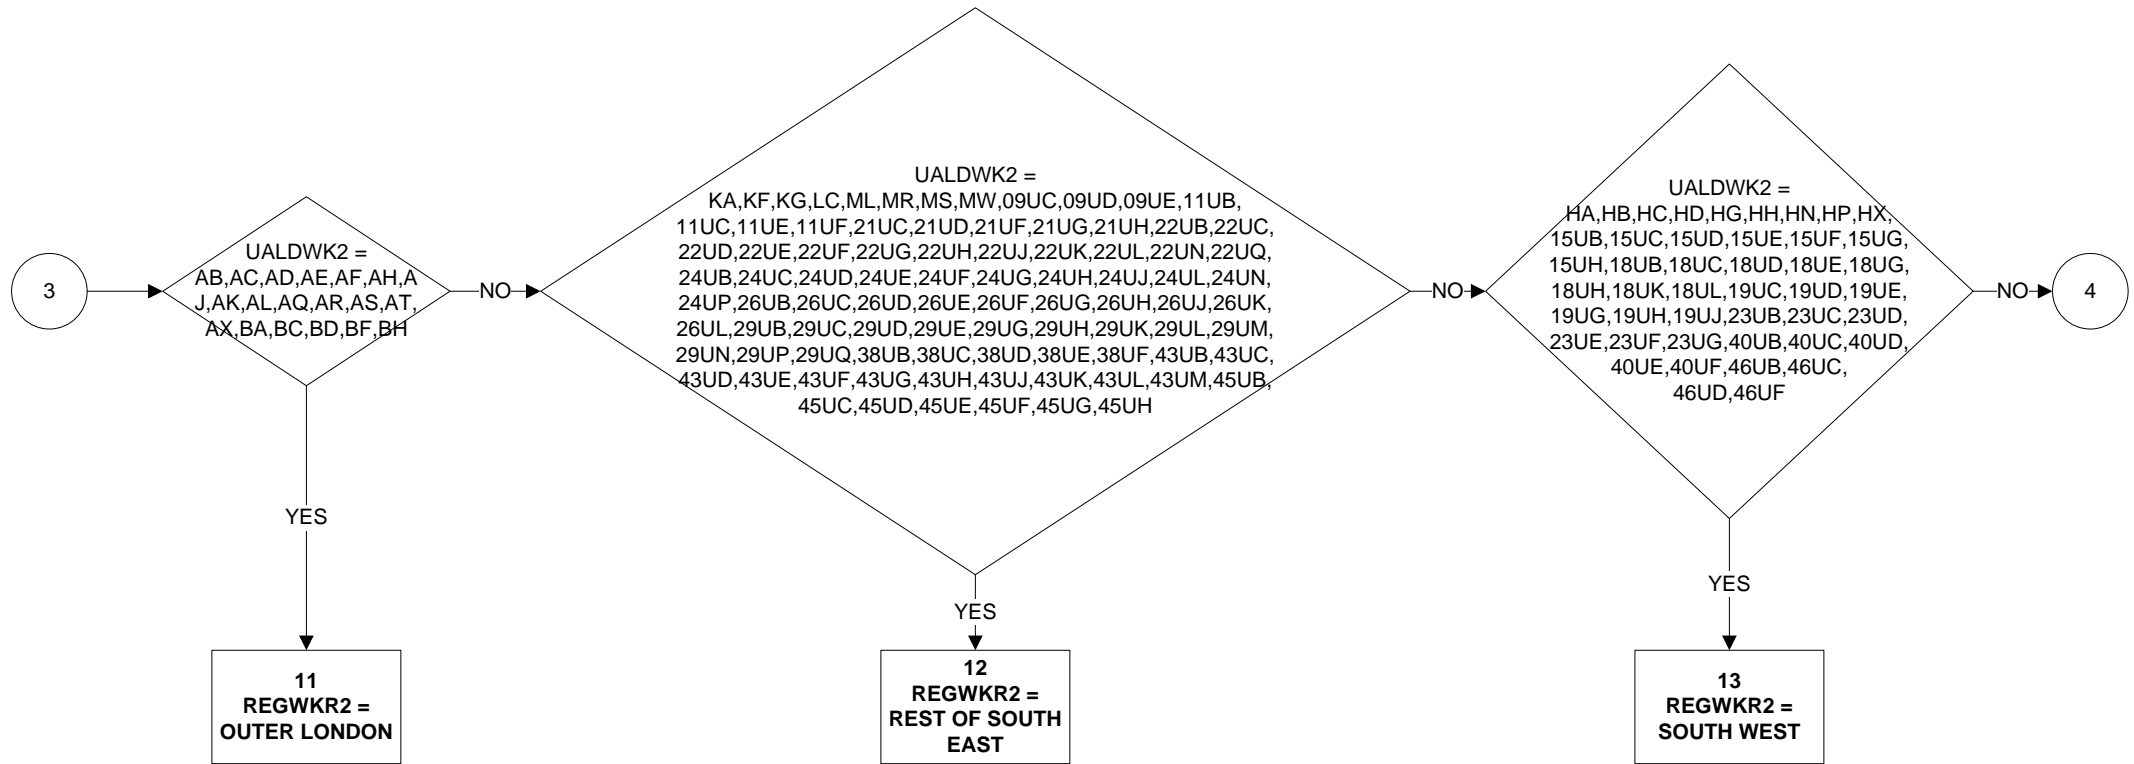 3
UALDWK2 =
AB,AC,AD,AE,AF,AH,A
J,AK,AL,AQ,AR,AS,AT,
AX,BA,BC,BD,BF,BH
NO
YES
11
REGWKR2 =
OUTER LONDON
UALDWK2 =
KA,KF,KG,LC,ML,MR,MS,MW,09UC,09UD,09UE,11UB,
11UC,11UE,11UF,21UC,21UD,21UF,21UG,21UH,22UB,22UC,
22UD,22UE,22UF,22UG,22UH,22UJ,22UK,22UL,22UN,22UQ,
24UB,24UC,24UD,24UE,24UF,24UG,24UH,24UJ,24UL,24UN,
24UP,26UB,26UC,26UD,26UE,26UF,26UG,26UH,26UJ,26UK,
26UL,29UB,29UC,29UD,29UE,29UG,29UH,29UK,29UL,29UM,
29UN,29UP,29UQ,38UB,38UC,38UD,38UE,38UF,43UB,43UC,
43UD,43UE,43UF,43UG,43UH,43UJ,43UK,43UL,43UM,45UB,
45UC,45UD,45UE,45UF,45UG,45UH
NO
YES
12
REGWKR2 =
REST OF SOUTH
EAST
UALDWK2 =
HA,HB,HC,HD,HG,HH,HN,HP,HX,
15UB,15UC,15UD,15UE,15UF,15UG,
15UH,18UB,18UC,18UD,18UE,18UG,
18UH,18UK,18UL,19UC,19UD,19UE,
19UG,19UH,19UJ,23UB,23UC,23UD,
23UE,23UF,23UG,40UB,40UC,40UD,
40UE,40UF,46UB,46UC,
46UD,46UF
NO
YES
13
REGWKR2 =
SOUTH WEST
4